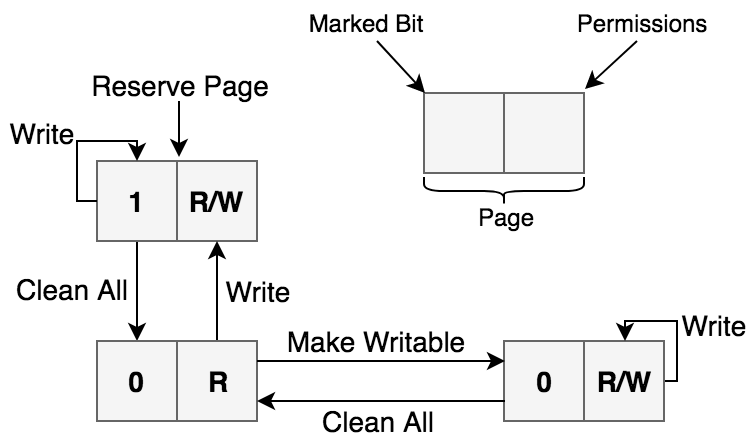 Marked Bit
Permissions
Reserve Page
Write
1
R/W
Page
Clean All
Write
Make Writable
Write
0
R
0
R/W
Clean All